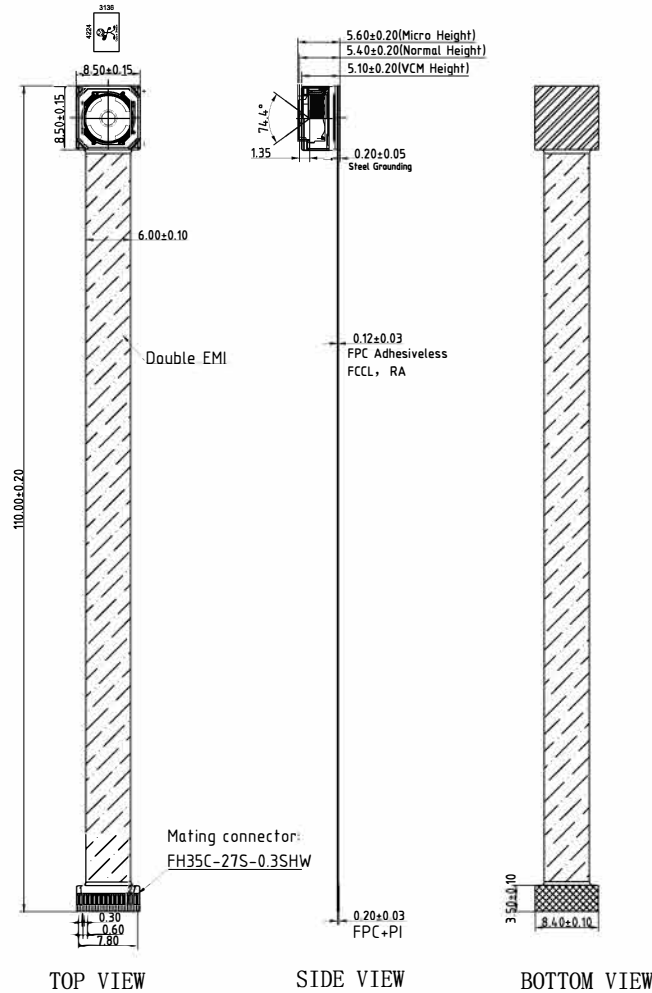 3136
4224
8.50±0.15
8.50±0.15
5.60±0.20(Micro Height)
5.40±0.20(Normal Height)
5.10±0.20(VCM Height)
74.4°
1.35
0.20±0.05
Steel Grounding
6.00±0.10
Double EMI
0.12±0.03
FPC Adhesiveless
FCCL, RA
110.00±0.20
Mating connector:
FH35C-27S-0.3SHW
0.30
0.60
7.80
0.20±0.03
FPC+PI
3.50±0.10
8.40±0.10
TOP VIEW
SIDE VIEW
BOTTOM VIEW